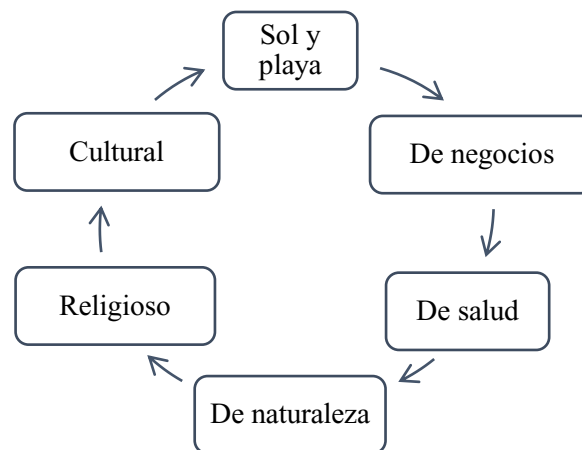 Sol y
playa
De negocios
De salud
De naturaleza
Religioso
Cultural